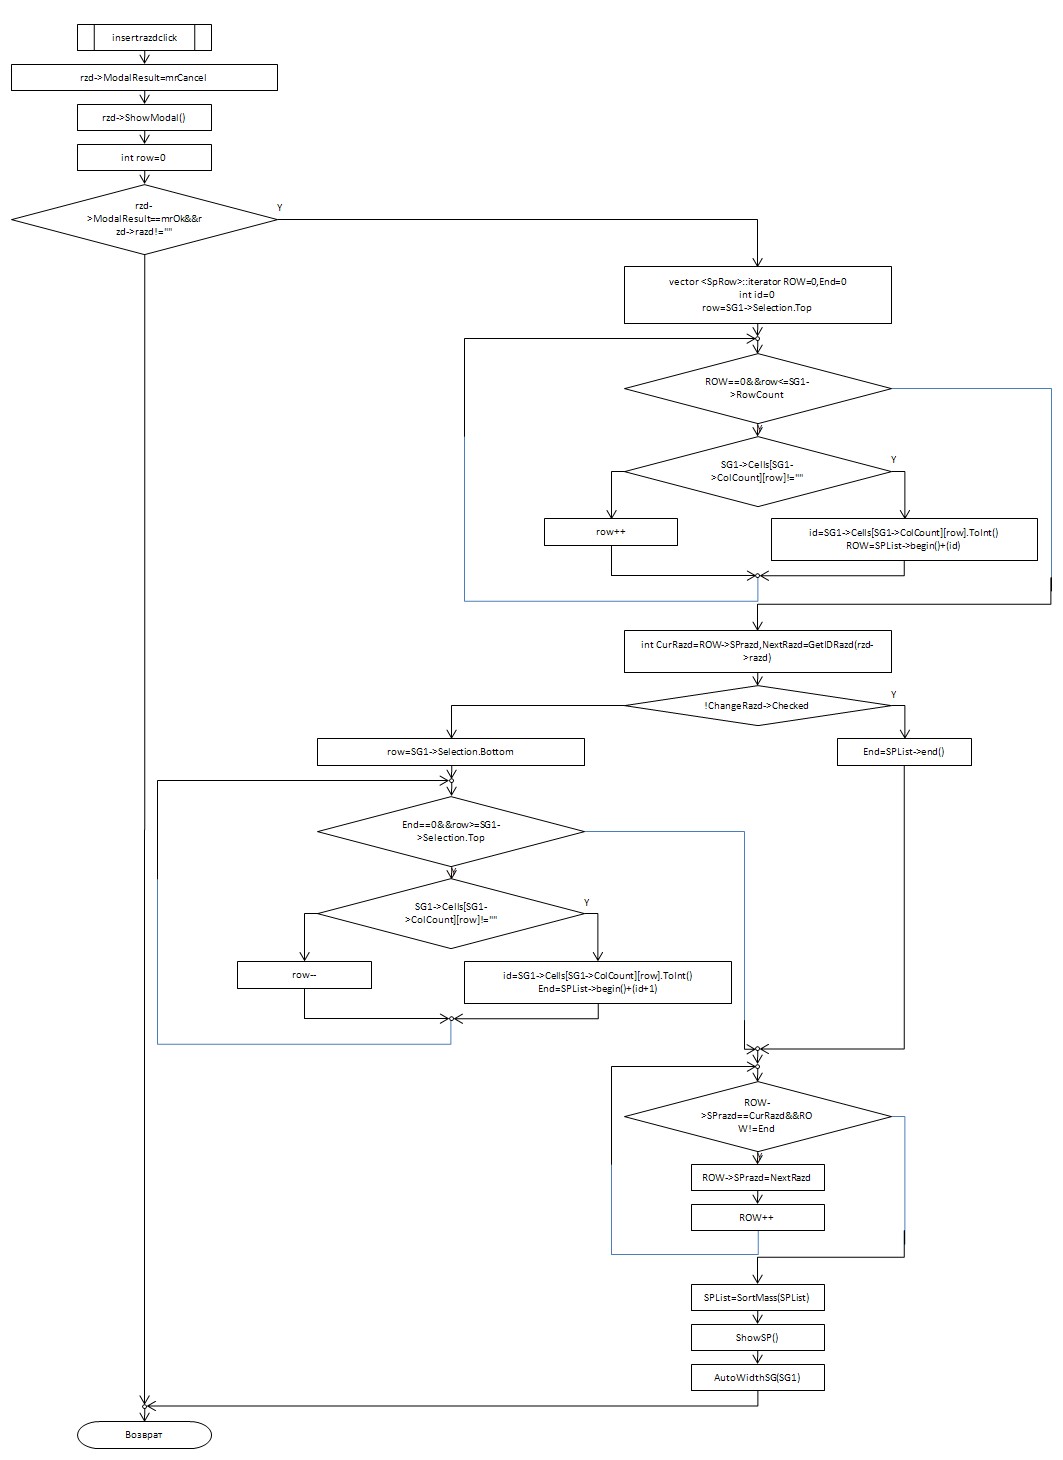 insertrazdclick
rzd->ModalResult=mrCancel
rzd->ShowModal()
int row=0
rzd-
>ModalResult==mrOk&&r
zd->razd!=""
Y
vector <SpRow>::iterator ROW=0,End=0
int id=0
row=SG1->Selection.Top
ROW==0&&row<=SG1-
>RowCount
Y
SG1->Cells[SG1-
>ColCount][row]!=""
Y
row++
id=SG1->Cells[SG1->ColCount][row].ToInt()
ROW=SPList->begin()+(id)
int CurRazd=ROW->SPrazd,NextRazd=GetIDRazd(rzd-
>razd)
!ChangeRazd->Checked
Y
row=SG1->Selection.Bottom
End=SPList->end()
End==0&&row>=SG1-
>Selection.Top
Y
SG1->Cells[SG1-
>ColCount][row]!=""
Y
row--
id=SG1->Cells[SG1->ColCount][row].ToInt()
End=SPList->begin()+(id+1)
ROW-
>SPrazd==CurRazd&&RO
W!=End
Y
ROW->SPrazd=NextRazd
ROW++
SPList=SortMass(SPList)
ShowSP()
AutoWidthSG(SG1)
Возврат